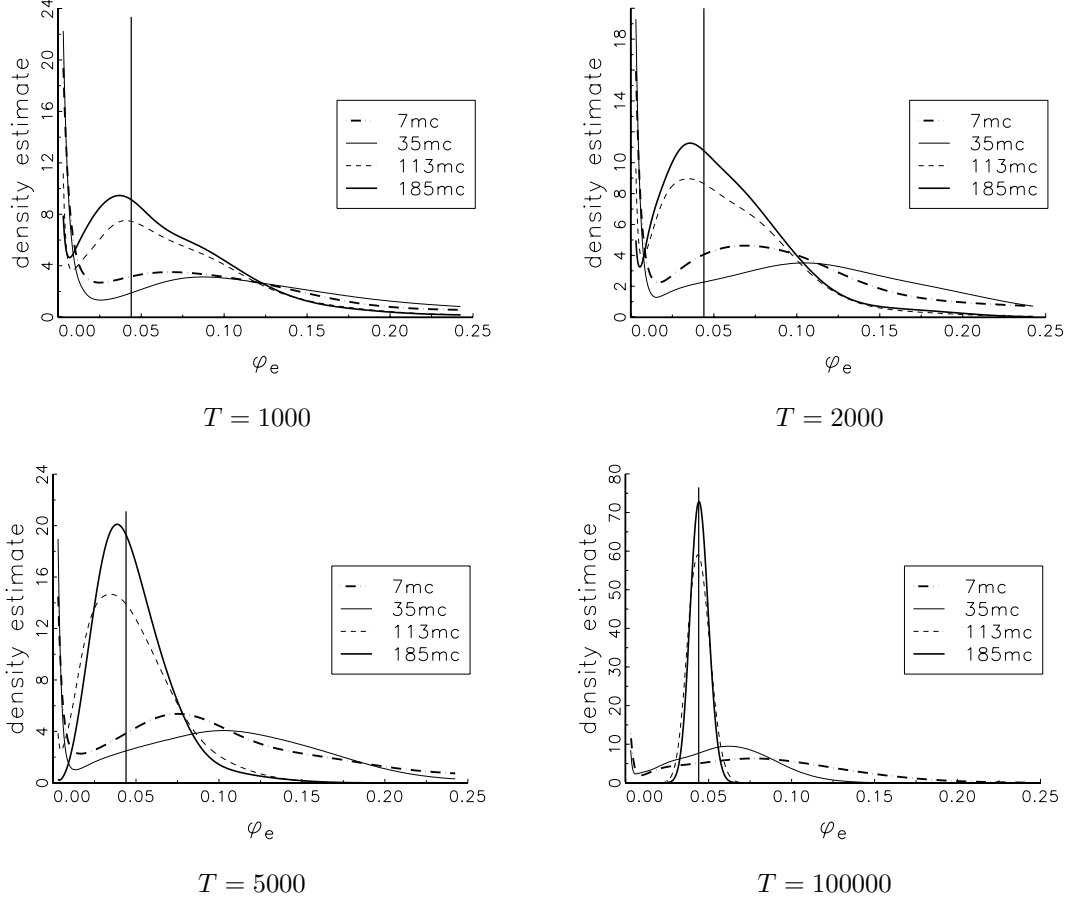 density estimate
24
20
16
12
8
4
0
7mc
35mc
113mc
185mc
0.00 0.05 0.10 0.15 0.20 0.25
φe
T = 1000
density estimate
18
14
10
8
6
4
2
0
7mc
35mc
113mc
185mc
0.00 0.05 0.10 0.15 0.20 0.25
φe
T = 2000
density estimate
24
20
16
12
8
4
0
7mc
35mc
113mc
185mc
0.00 0.05 0.10 0.15 0.20 0.25
φe
T = 5000
density estimate
80
70
60
50
40
30
20
10
0
7mc
35mc
113mc
185mc
0.00 0.05 0.10 0.15 0.20 0.25
φe
T = 100000